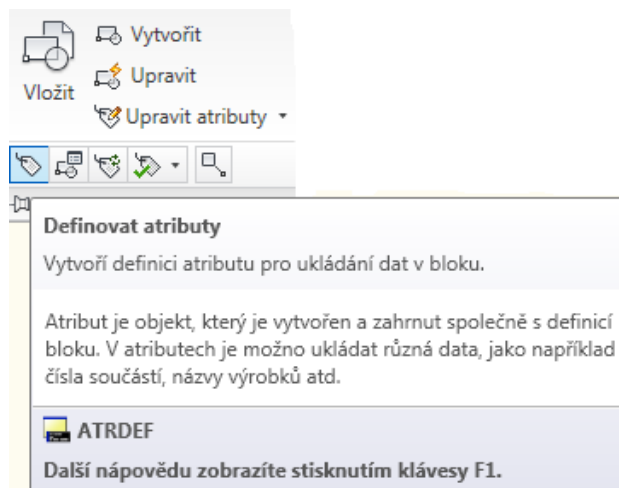 Vložit
Vytvořit
Upravit
Upravit atributy
Definovat atributy
Vytvoří definici atributu pro ukládání dat v bloku.
Atribut je objekt, který je vytvořen a zahrnut společně s definicí
bloku. V atributech je možno ukládat různá data, jako například
čísla součástí, názvy výrobků atd.
ATRDEF
Další nápovědu zobrazíte stisknutím klávesy F1.